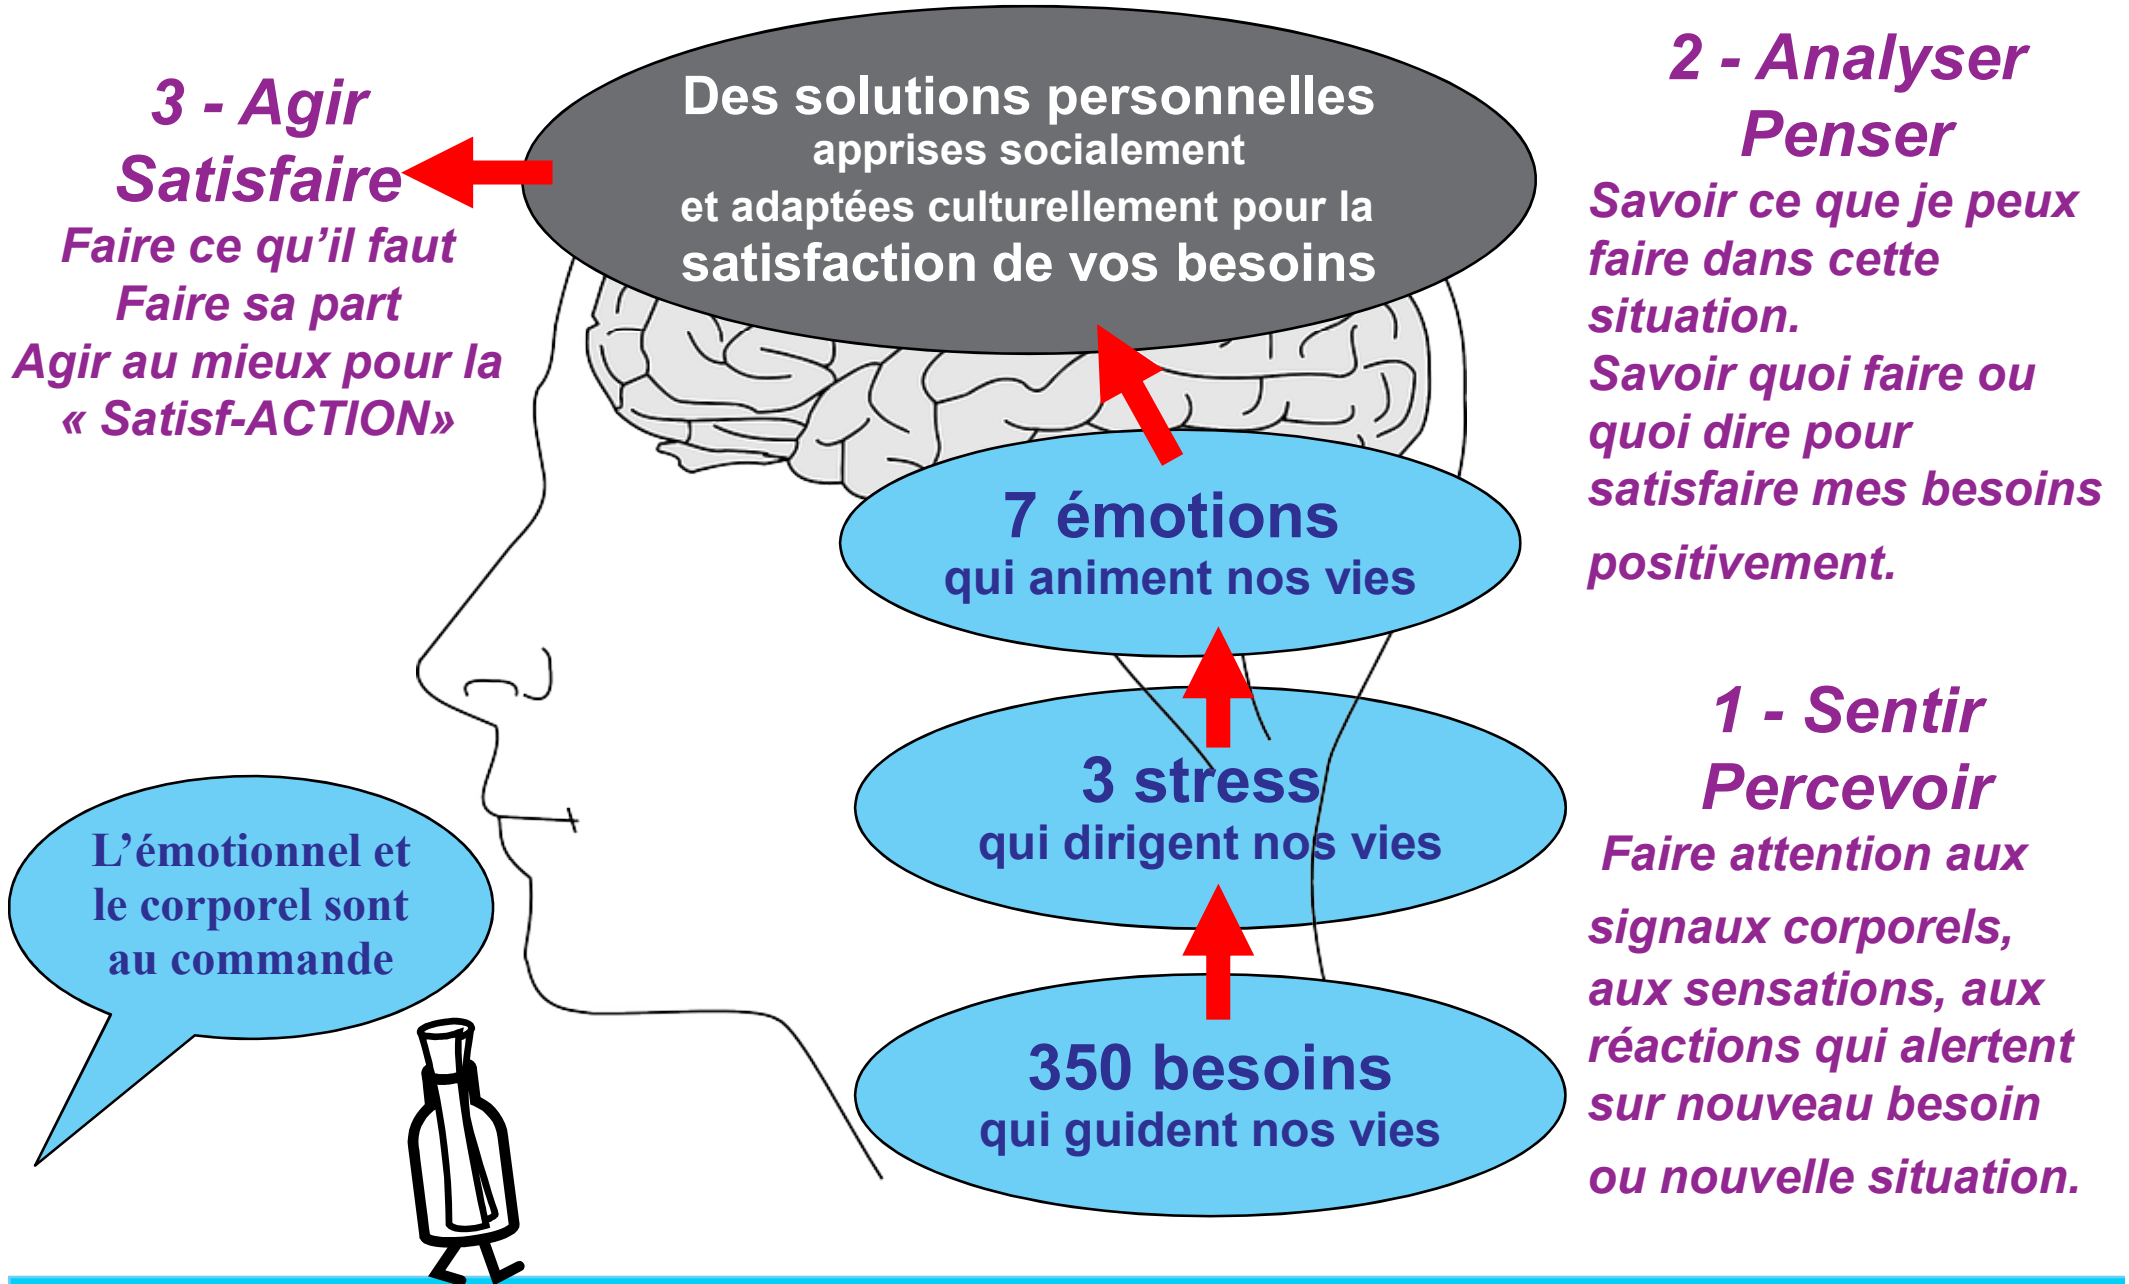 3 - Agir
Satisfaire
Faire ce qu’il faut
Faire sa part
Agir au mieux pour la
« Satisf-ACTION»
Des solutions personnelles
apprises socialement
et adaptées culturellement pour la
satisfaction de vos besoins
2 - Analyser
Penser
Savoir ce que je peux
faire dans cette
situation.
Savoir quoi faire ou
quoi dire pour
satisfaire mes besoins
positivement.
7 émotions
qui animent nos vies
3 stress
qui dirigent nos vies
350 besoins
qui guident nos vies
1 - Sentir
Percevoir
Faire attention aux
signaux corporels,
aux sensations, aux
réactions qui alertent
sur nouveau besoin
ou nouvelle situation.
L’émotionnel et
le corporel sont
au commande